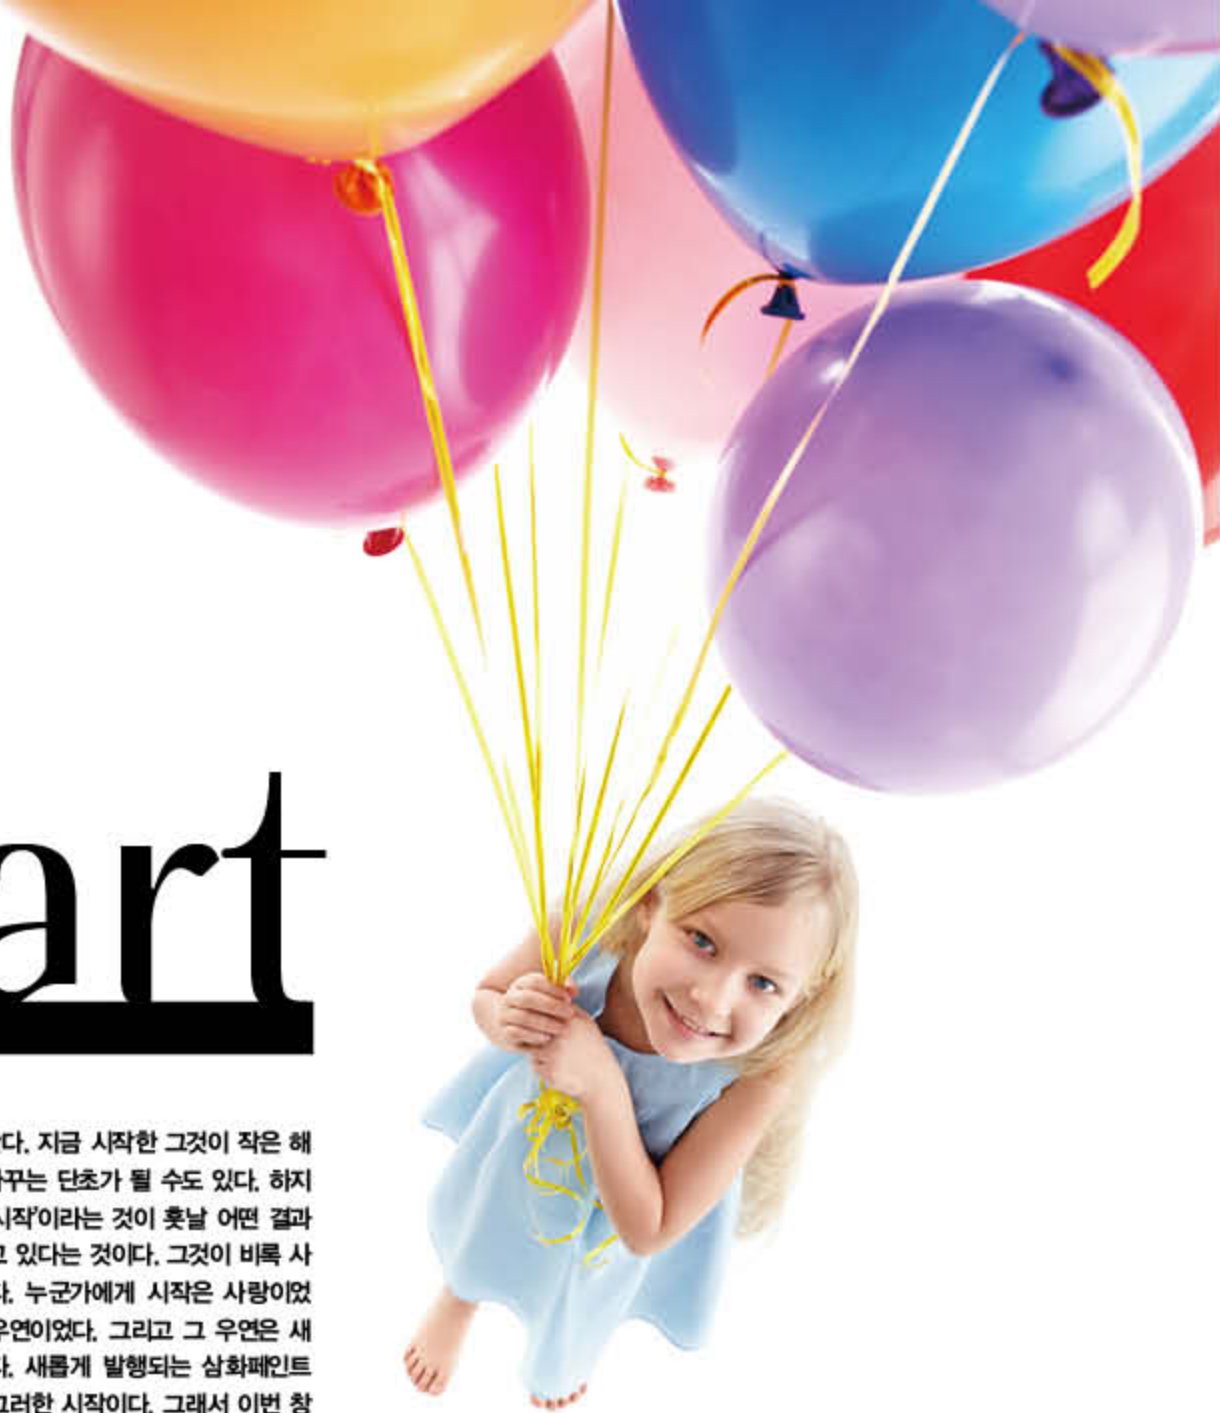 art
다. 지금 시작한 그것이 작은 해
꾸는 단초가 될 수도 있다. 하지
시작'이라는 것이 훗날 어떤 결과
있다는 것이다. 그것이 비록 사
누군가에게 시작은 사랑이었
우연이었다. 그리고 그 우연은 새
새롭게 발행되는 삼화페인트
그러한 시작이다. 그래서 이번 창